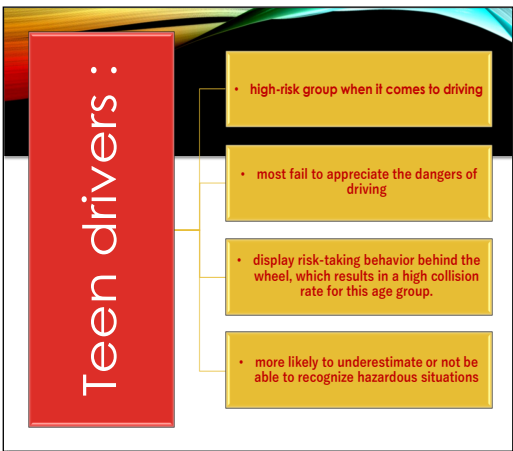 Teen drivers :
• high-risk group when it comes to driving
• most fail to appreciate the dangers of
driving
• display risk-taking behavior behind the
wheel, which results in a high collision
rate for this age group.
• more likely to underestimate or not be
able to recognize hazardous situations